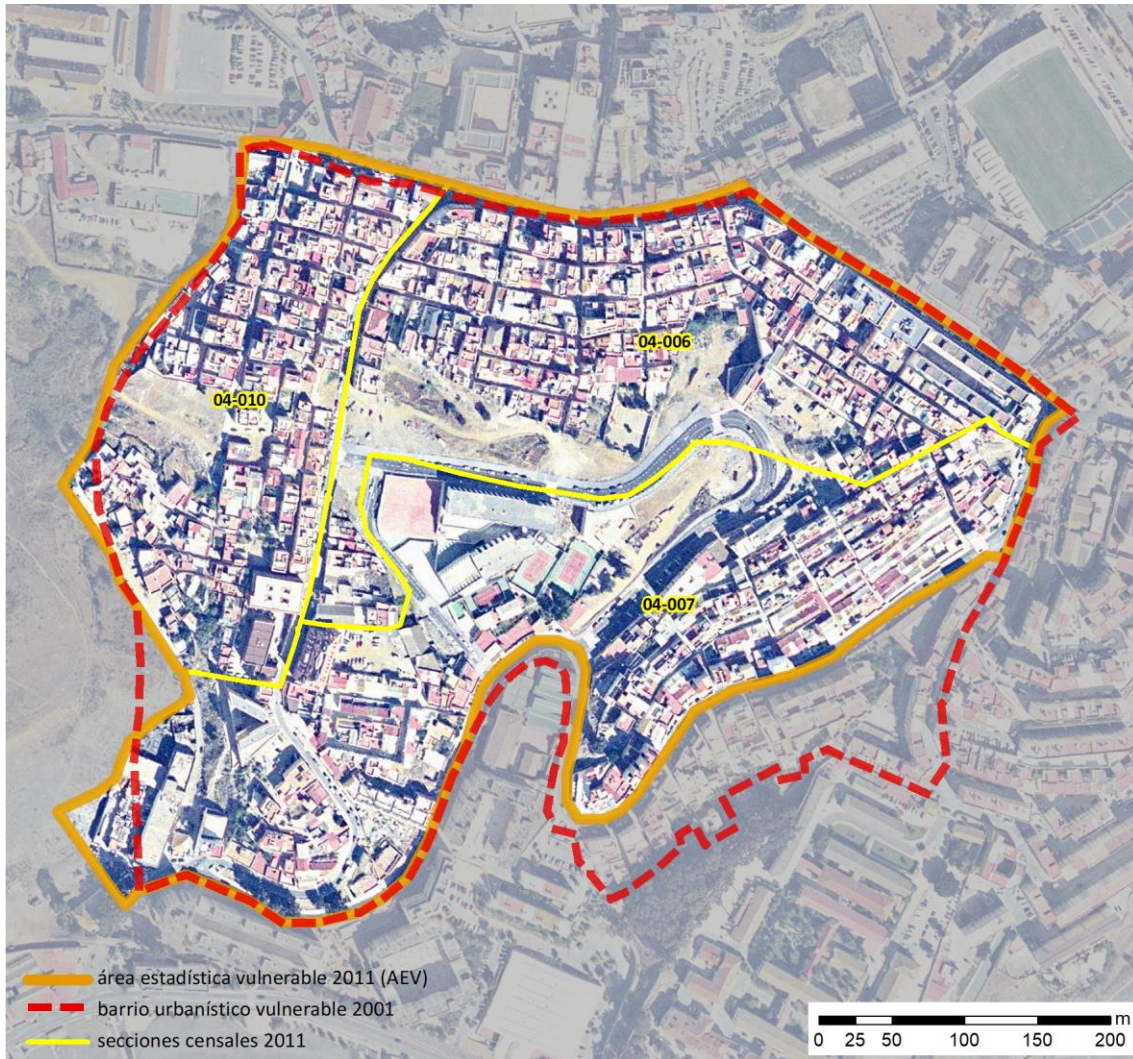 04-006
04-010
04-007
área estadística vulnerable 2011 (AEV)
barrio urbanístico vulnerable 2001
secciones censales 2011
m
0 25 50 100 150 200